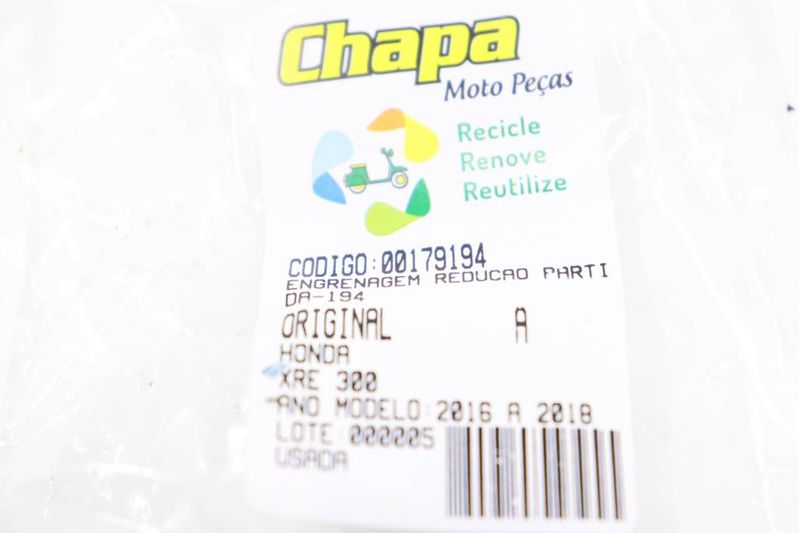 Chapa
Moto Peças
Recicle
Renove
Reutilize
CODIGO:00179194
ENGRENAGEM REDUCAO PARTI
DA-194
ORIGINAL A
HONDA
XRE 300
ANO MODELO:2016 A 2018
LOTE:000005
USADA